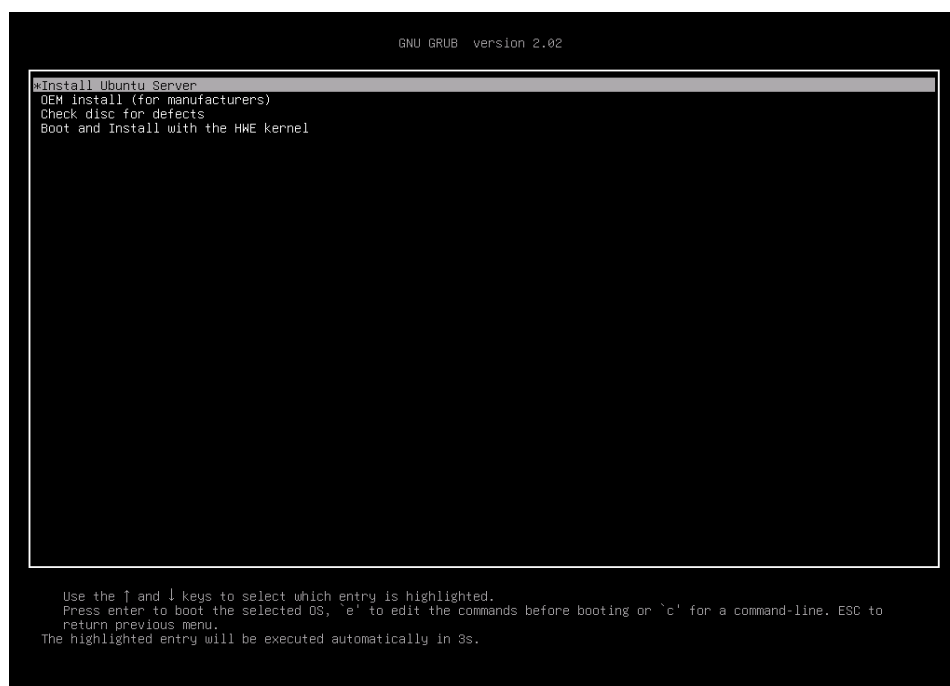 GNU GRUB  version 2.02
*Install Ubuntu Server
OEM install (for manufacturers)
Check disc for defects
Boot and Install with the HWE kernel
Use the ↑ and ↓ keys to select which entry is highlighted.
Press enter to boot the selected OS, `e' to edit the commands before booting or `c' for a command-line. ESC to
return previous menu.
The highlighted entry will be executed automatically in 3s.